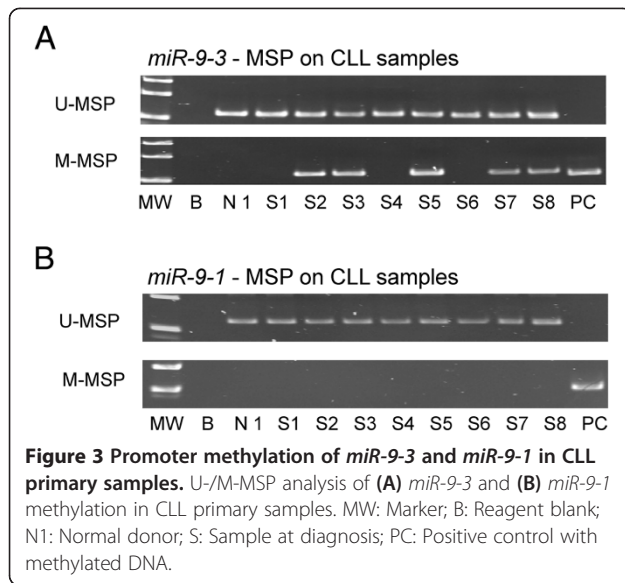 A
miR-9-3 - MSP on CLL samples
U-MSP
M-MSP
MW B N 1 S1 S2 S3 S4 S5 S6 S7 S8 PC
B
miR-9-1 - MSP on CLL samples
U-MSP
M-MSP
MW B N 1 S1 S2 S3 S4 S5 S6 S7 S8 PC
Figure 3 Promoter methylation of miR-9-3 and miR-9-1 in CLL
primary samples. U-/M-MSP analysis of (A) miR-9-3 and (B) miR-9-1
methylation in CLL primary samples. MW: Marker; B: Reagent blank;
N1: Normal donor; S: Sample at diagnosis; PC: Positive control with
methylated DNA.